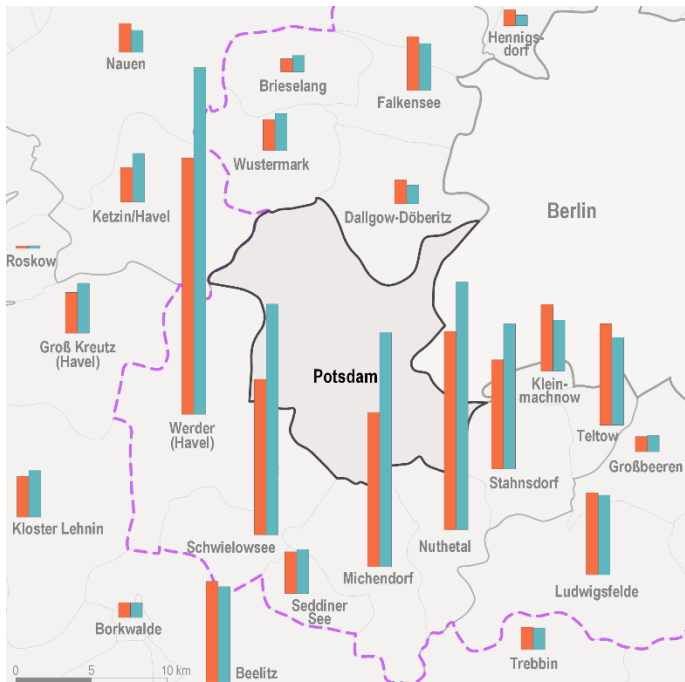 Hennigs-
dorf
Nauen
Brieselang
Falkensee
Wustermark
Ketzin/Havel
Dallgow-Döberitz
Berlin
Roskow
Groß Kreutz
(Havel)
Potsdam
Klein-
machnow
Werder
(Havel)
Teltow
Großbeeren
Stahnsdorf
Kloster Lehnin
Schwielowsee
Nuthetal
Michendorf
Ludwigsfelde
Seddiner
See
Borkwalde
Trebbin
Beelitz
0 5 10 km